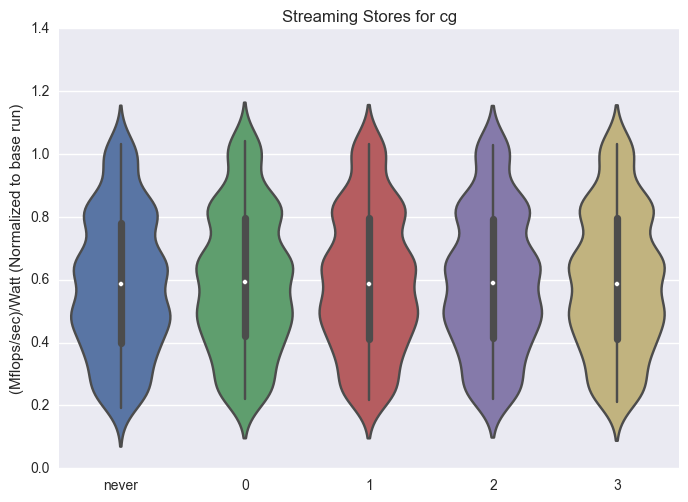 Streaming Stores for cg
(Mflops/sec)/Watt (Normalized to base run)
1.4
1.2
1.0
0.8
0.6
0.4
0.2
0.0
never 0 1 2 3